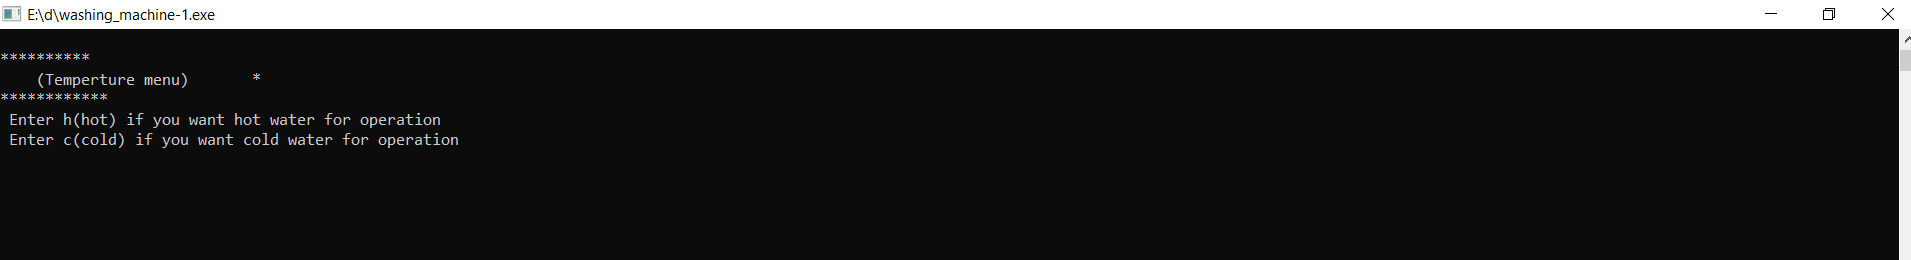 E:\d\washing_machine-1.exe
**********
(Temperture menu) *
************
Enter h(hot) if you want hot water for operation
Enter c(cold) if you want cold water for operation